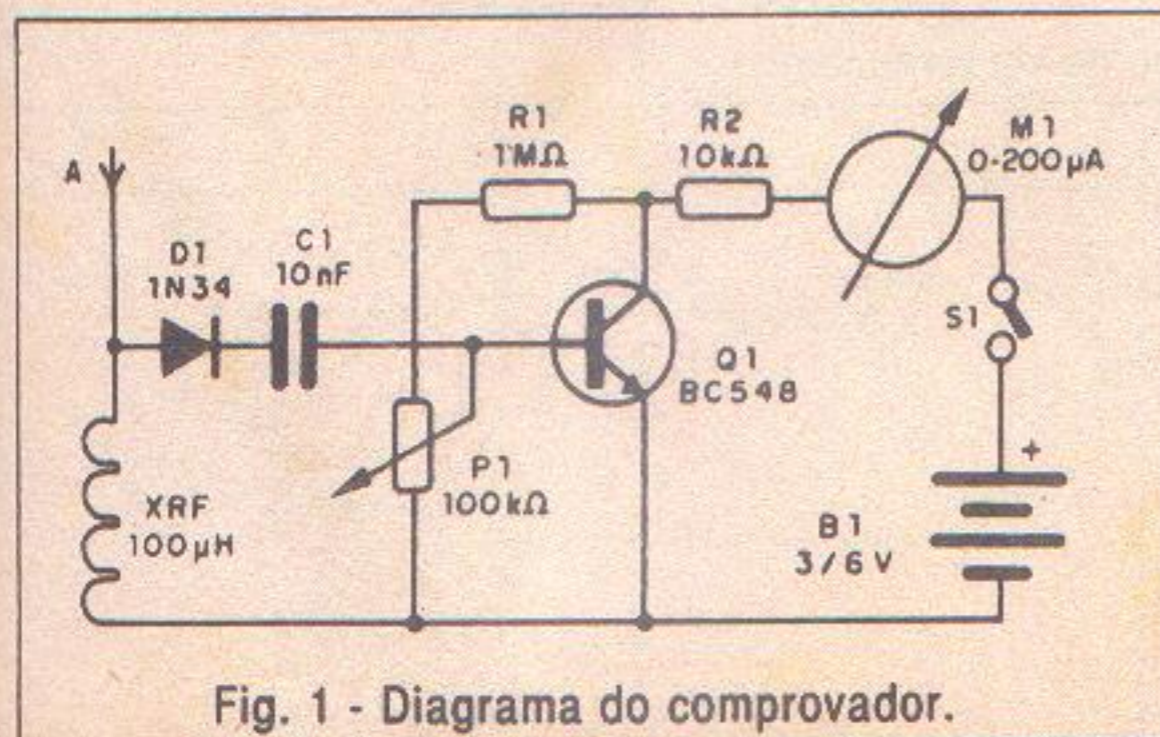 A
D1
1N34
C1
10nF
R1
1MΩ
R2
10kΩ
M1
0-200µA
S1
Q1
BC548
P1
100kΩ
XRF
100µH
+
B1
3/6V
Fig. 1 - Diagrama do comprovador.